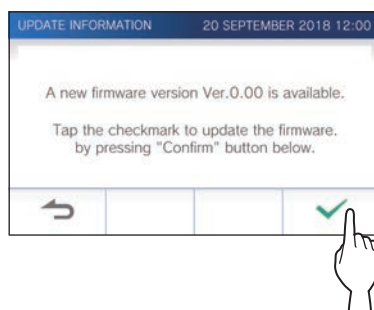 UPDATE INFORMATION 20 SEPTEMBER 2018 12:00
A new firmware version Ver.0.00 is available.
Tap the checkmark to update the firmware.
by pressing "Confirm" button below.